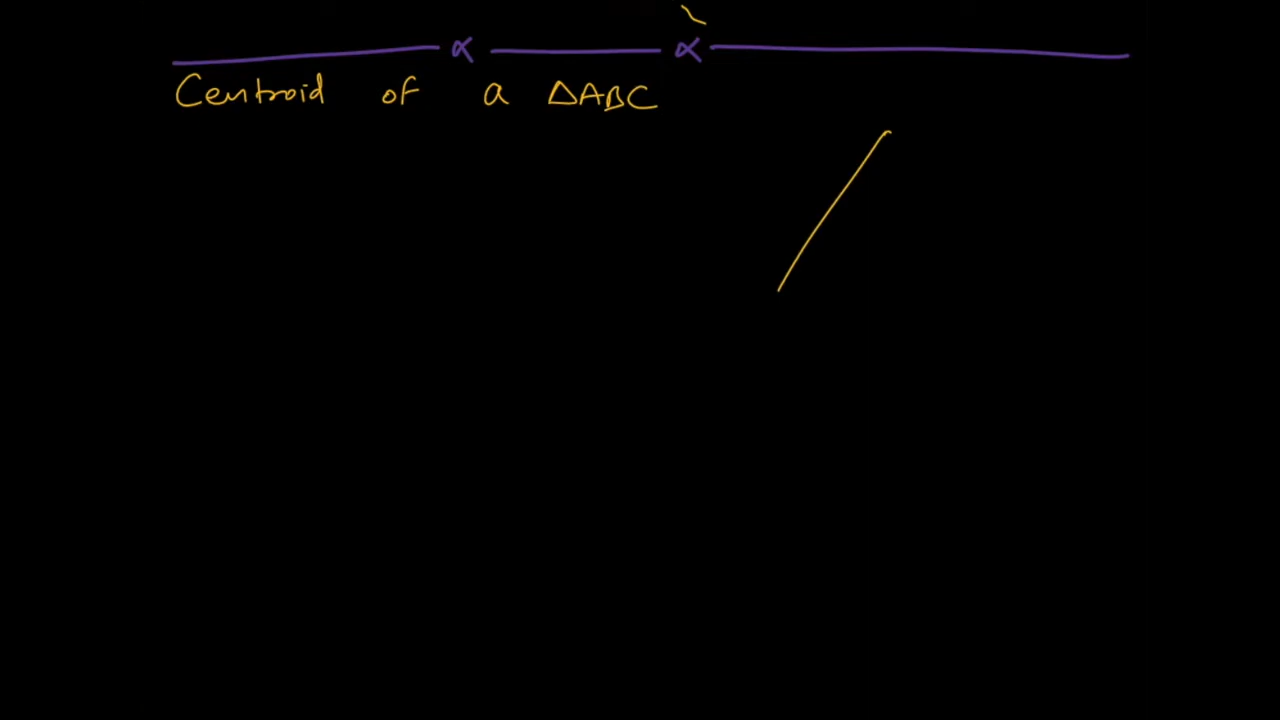 ∝ ∝
Centroid of a ΔABC